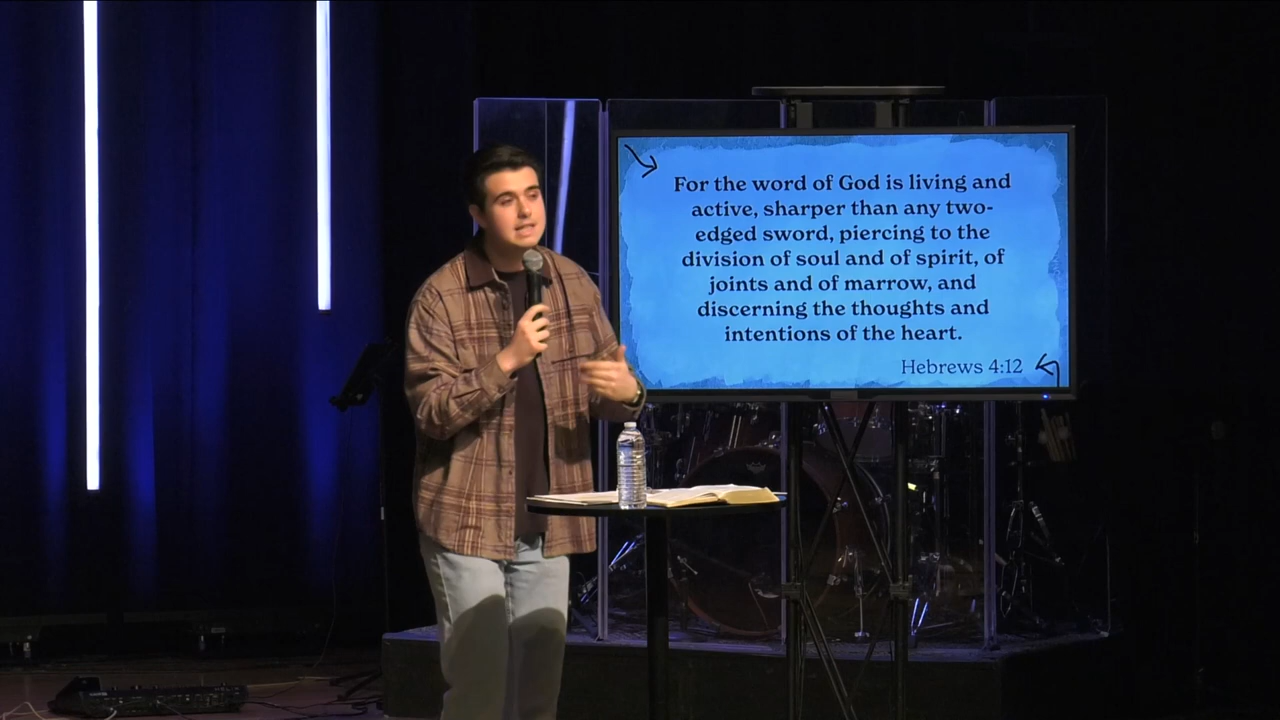 For the word of God is living and
active, sharper than any two-
edged sword, piercing to the
division of soul and of spirit, of
joints and of marrow, and
discerning the thoughts and
intentions of the heart.
Hebrews 4:12